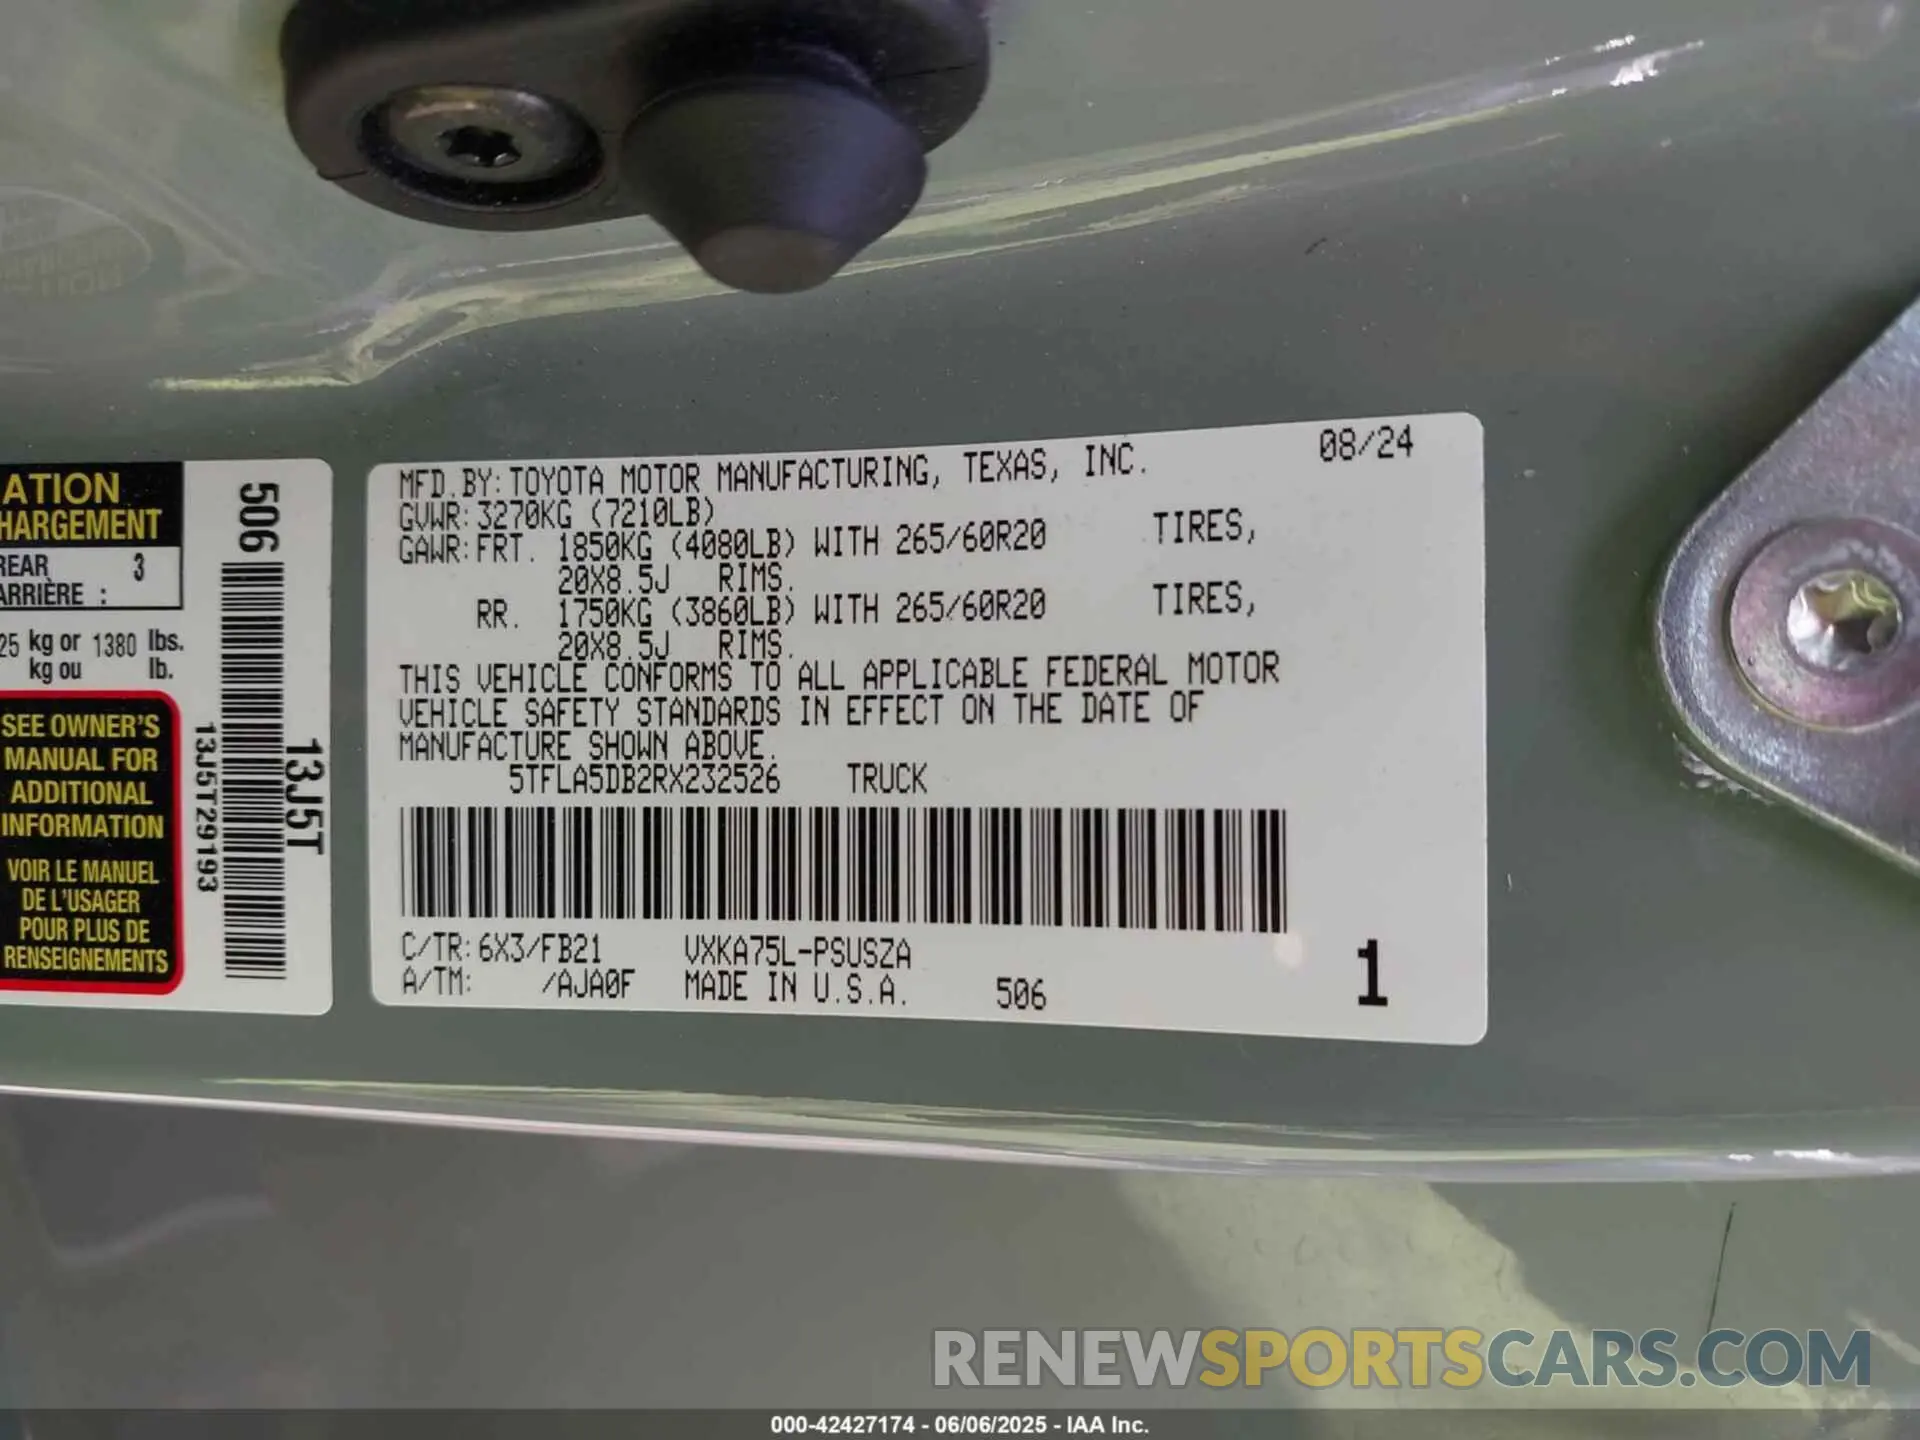 ATION
HARGEMENT
REAR 3
ARRIÈRE :
25 kg or 1380 lbs.
kg ou lb.
SEE OWNER'S
MANUAL FOR
ADDITIONAL
INFORMATION
VOIR LE MANUEL
DE L'USAGER
POUR PLUS DE
RENSEIGNEMENTS
506
13J5T
13J5T29193
MFD.BY:TOYOTA MOTOR MANUFACTURING, TEXAS, INC. 08/24
GVWR:3270KG (7210LB)
GAWR:FRT. 1850KG (4080LB) WITH 265/60R20 TIRES,
20X8.5J RIMS.
RR. 1750KG (3860LB) WITH 265/60R20 TIRES,
20X8.5J RIMS.
THIS VEHICLE CONFORMS TO ALL APPLICABLE FEDERAL MOTOR
VEHICLE SAFETY STANDARDS IN EFFECT ON THE DATE OF
MANUFACTURE SHOWN ABOVE.
5TFLA5DB2RX232526 TRUCK
C/TR:6X3/FB21 VXKA75L-PSUSZA
A/TM: /AJA0F MADE IN U.S.A. 506 1
RENEWSPORTSCARS.COM
000-42427174 - 06/06/2025 - IAA Inc.